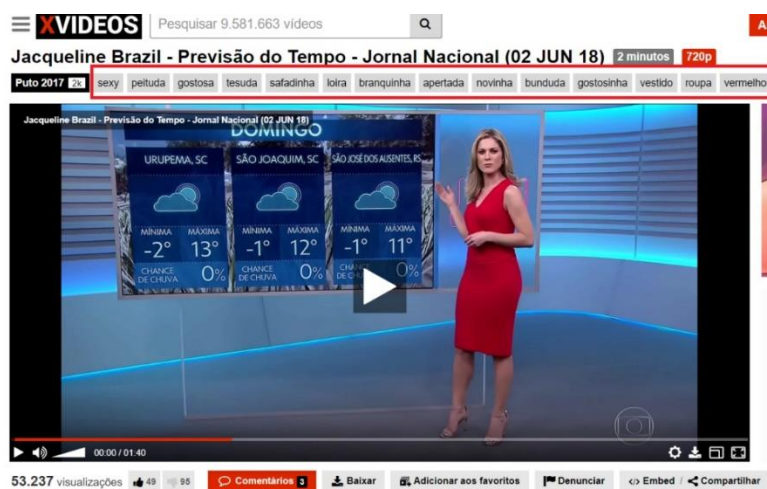 XVIDEOS Pesquisar 9.581.663 vídeos
Jacqueline Brazil - Previsão do Tempo - Jornal Nacional (02 JUN 18) 2 minutos 720p
Puto 2017 2k sexy peituda gostosa tesuda safadinha loira branquinha apertada novinha bunduda gostosinha vestido roupa vermelho
Jacqueline Brazil - Previsão do Tempo - Jornal Nacional (02 JUN 18)
DOMINGO
URUPEMA, SC SÃO JOAQUIM, SC SÃO JOSÉ DOS AUSENTES, RS
MÍNIMA MÁXIMA MÍNIMA MÁXIMA MÍNIMA MÁXIMA
-2° 13° -1° 12° -1° 11°
CHANCE DE CHUVA 0% CHANCE DE CHUVA 0% CHANCE DE CHUVA 0%
00:00 / 01:40
53.237 visualizações 49 95 Comentários 3 Baixar Adicionar aos favoritos Denunciar Embed / Compartilhar